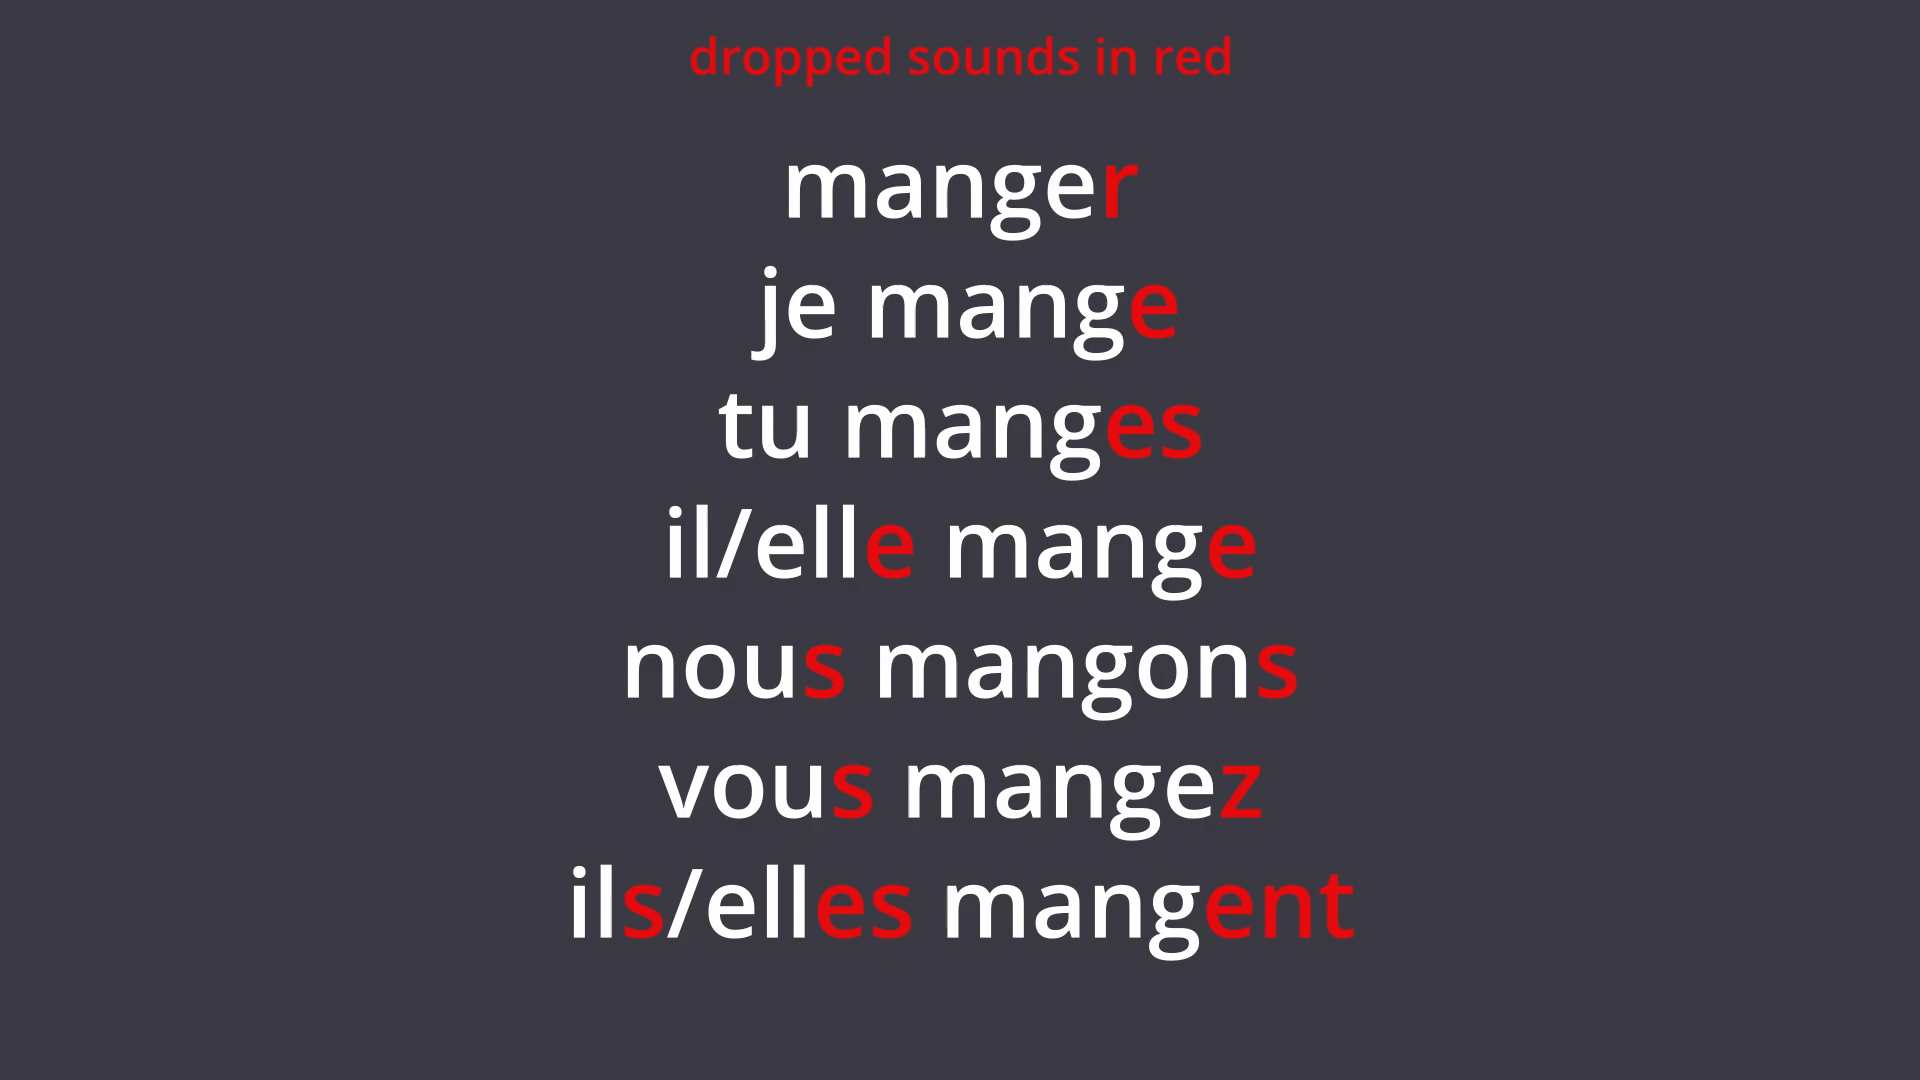 dropped sounds in red
manger
je mange
tu manges
il/elle mange
nous mangons
vous mangez
ils/elles mangent